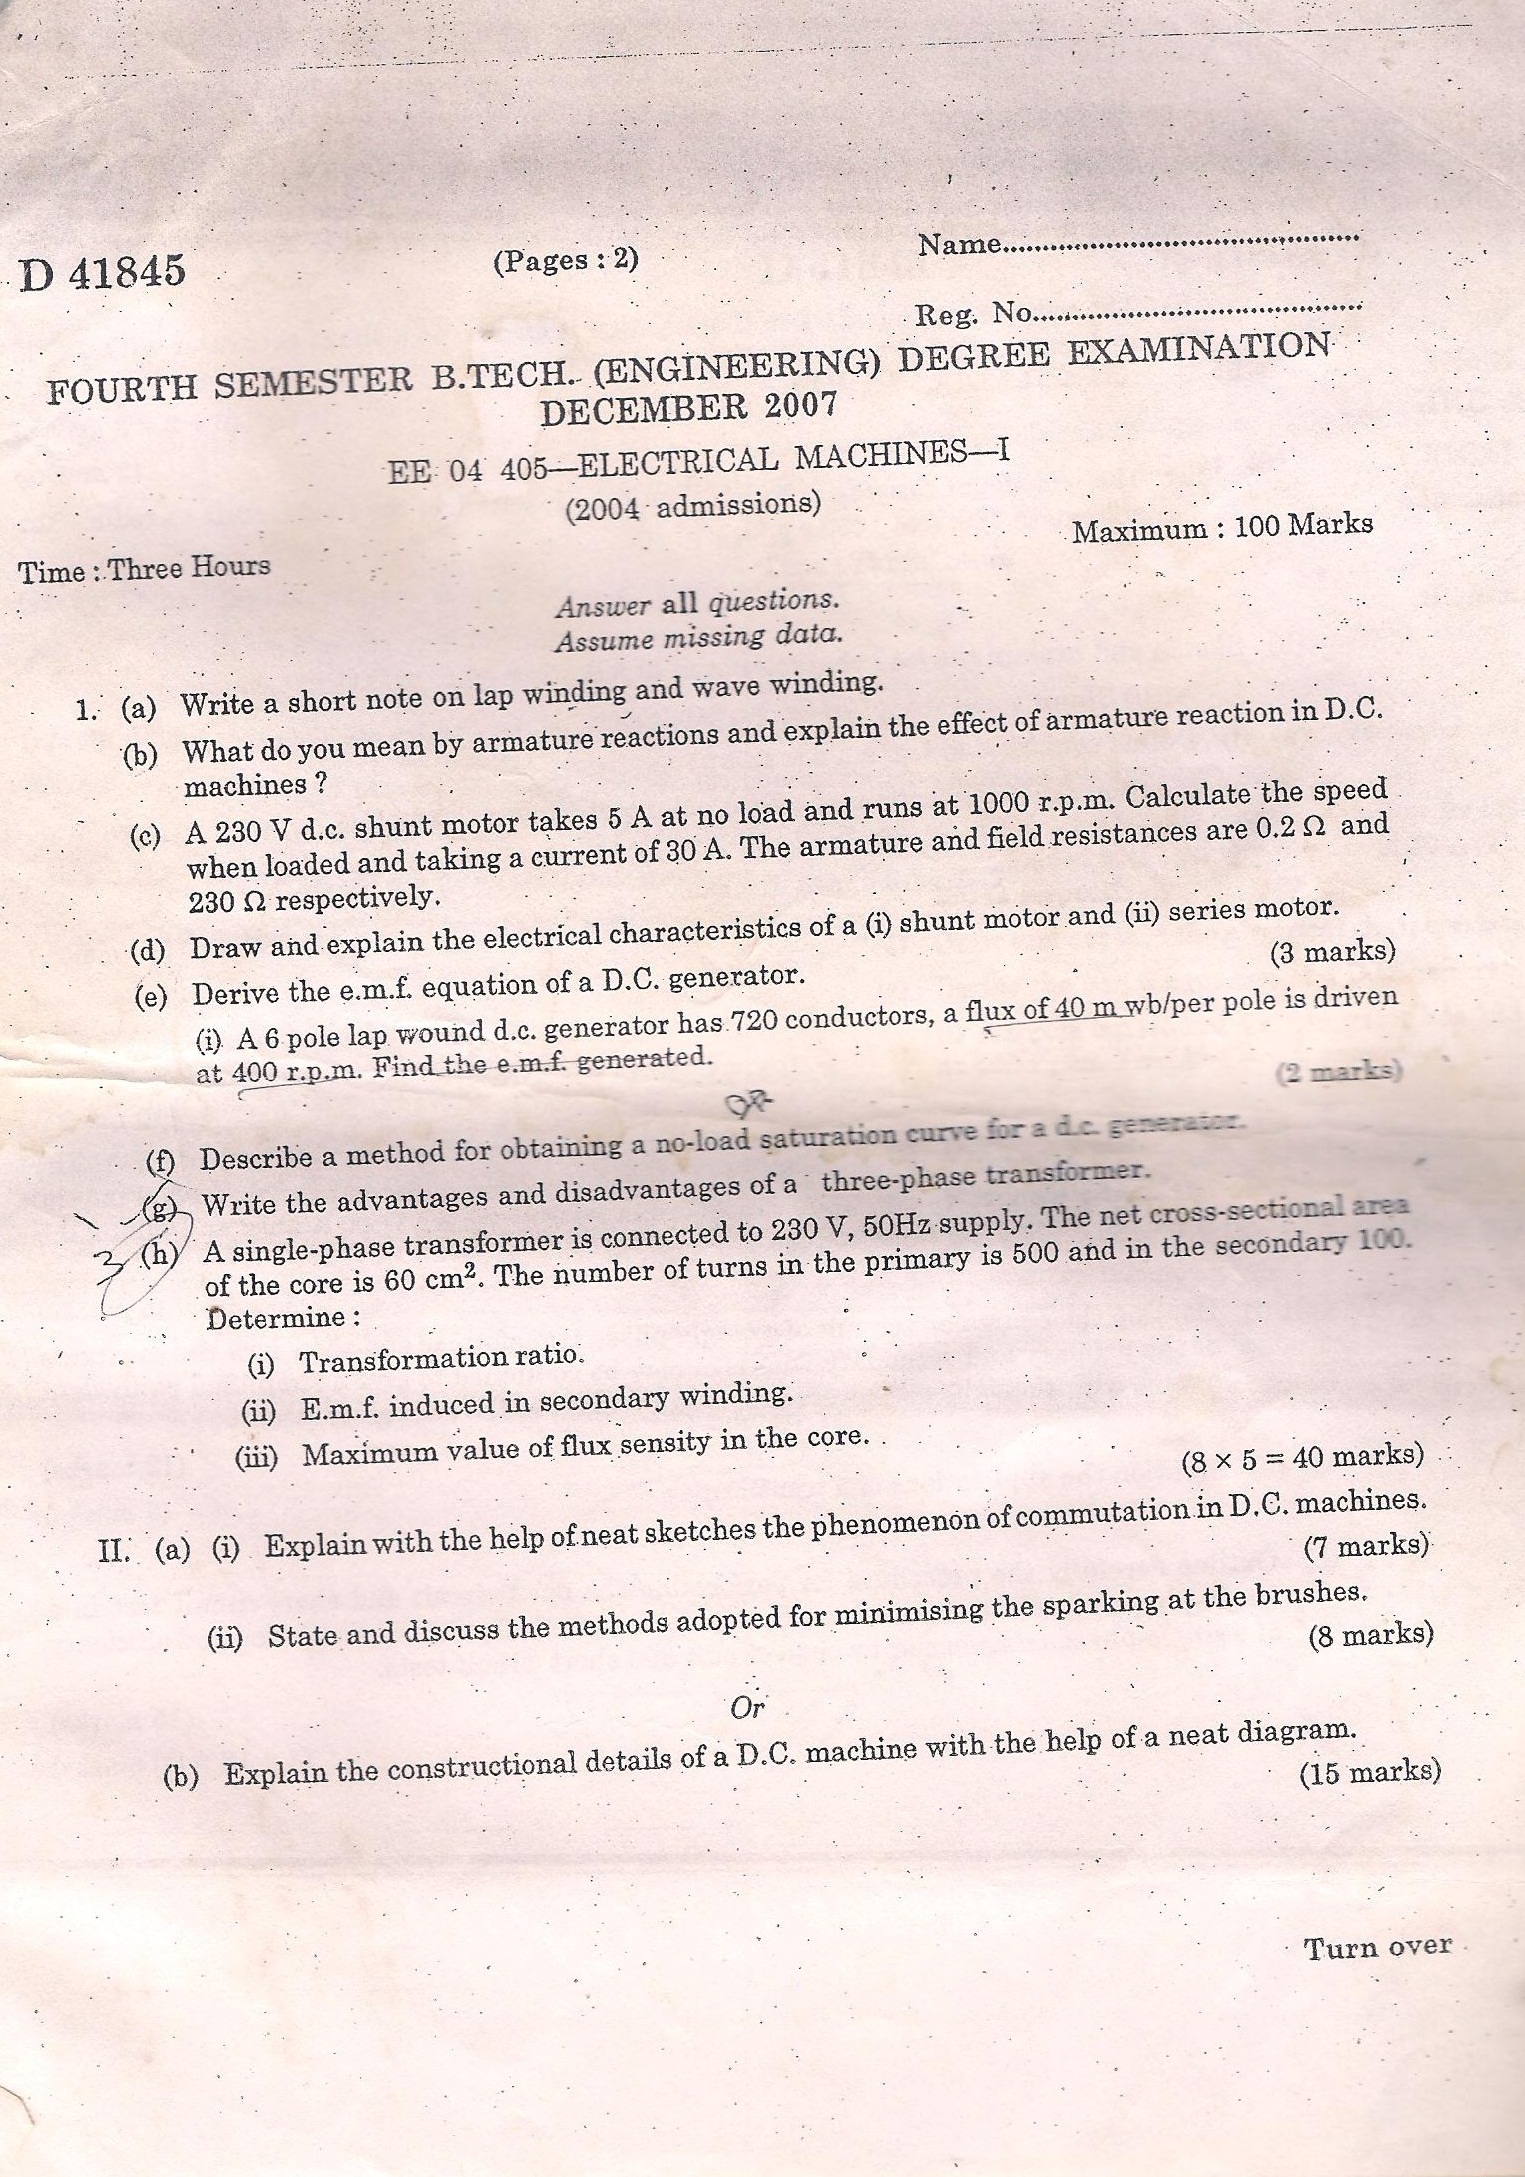 D 41845
(Pages : 2)
Name............................................
Reg. No..........................................
FOURTH SEMESTER B.TECH. (ENGINEERING) DEGREE EXAMINATION
DECEMBER 2007
EE 04 405—ELECTRICAL MACHINES—I
(2004 admissions)
Time : Three Hours
Maximum : 100 Marks
Answer all questions.
Assume missing data.
1. (a) Write a short note on lap winding and wave winding.
(b) What do you mean by armature reactions and explain the effect of armature reaction in D.C.
machines ?
(c) A 230 V d.c. shunt motor takes 5 A at no load and runs at 1000 r.p.m. Calculate the speed
when loaded and taking a current of 30 A. The armature and field resistances are 0.2 Ω and
230 Ω respectively.
(d) Draw and explain the electrical characteristics of a (i) shunt motor and (ii) series motor.
(3 marks)
(e) Derive the e.m.f. equation of a D.C. generator.
(i) A 6 pole lap wound d.c. generator has 720 conductors, a flux of 40 m wb/per pole is driven
at 400 r.p.m. Find the e.m.f. generated.
(2 marks)
OR
(f) Describe a method for obtaining a no-load saturation curve for a d.c. generator.
(g) Write the advantages and disadvantages of a three-phase transformer.
3 (h) A single-phase transformer is connected to 230 V, 50Hz supply. The net cross-sectional area
of the core is 60 cm². The number of turns in the primary is 500 and in the secondary 100.
Determine :
(i) Transformation ratio.
(ii) E.m.f. induced in secondary winding.
(iii) Maximum value of flux sensity in the core.
(8 × 5 = 40 marks)
II. (a) (i) Explain with the help of neat sketches the phenomenon of commutation in D.C. machines.
(7 marks)
(ii) State and discuss the methods adopted for minimising the sparking at the brushes.
(8 marks)
Or
(b) Explain the constructional details of a D.C. machine with the help of a neat diagram.
(15 marks)
Turn over